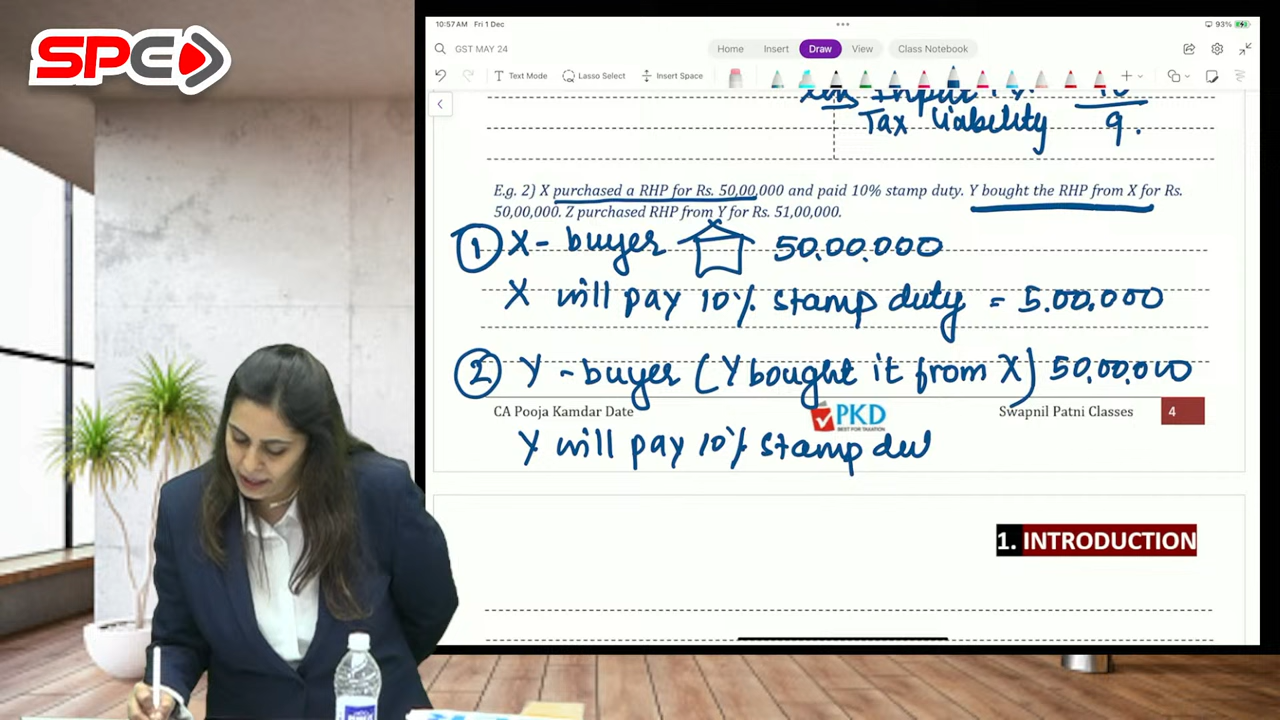 SPC
10:57 AM Fri 1 Dec
93%
GST MAY 24
Home Insert Draw View Class Notebook
Text Mode Lasso Select Insert Space
Tax Liability 9.
E.g. 2) X purchased a RHP for Rs. 50,00,000 and paid 10% stamp duty. Y bought the RHP from X for Rs.
50,00,000. Z purchased RHP from Y for Rs. 51,00,000.
① X - buyer 50,00,000
X will pay 10% stamp duty = 5,00,000
② Y - buyer (Y bought it from X) 50,00,000
CA Pooja Kamdar Date PKD Swapnil Patni Classes 4
BEST FOR TAXATION
Y will pay 10% stamp du
1. INTRODUCTION